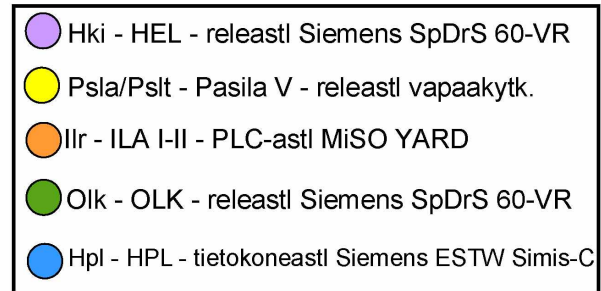 Hki - HEL - releastl Siemens SpDrS 60-VR
Psla/Pslt - Pasila V - releastl vapaakytk.
Ilr - ILA I-II - PLC-astl MiSO YARD
Olk - OLK - releastl Siemens SpDrS 60-VR
Hpl - HPL - tietokoneastl Siemens ESTW Simis-C